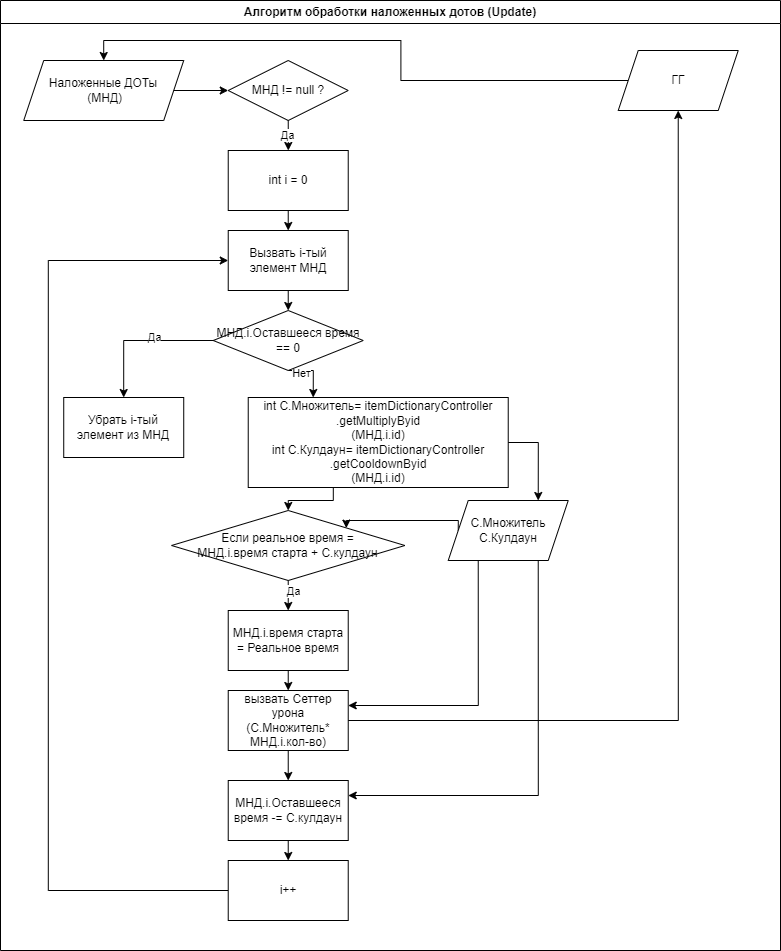 Алгоритм обработки наложенных дотов (Update)
Наложенные ДОТы
(МНД)
МНД != null ?
ГГ
Да
int i = 0
Вызвать i-тый
элемент МНД
МНД.i.Оставшееся время
== 0
Да
Нет
Убрать i-тый
элемент из МНД
int С.Множитель= itemDictionaryController
.getMultiplyByid
(МНД.i.id)
int С.Кулдаун= itemDictionaryController
.getCooldownByid
(МНД.i.id)
С.Множитель
С.Кулдаун
Если реальное время =
МНД.i.время старта + С.кулдаун
Да
МНД.i.время старта
= Реальное время
вызвать Сеттер
урона
(С.Множитель*
МНД.i.кол-во)
МНД.i.Оставшееся
время -= С.кулдаун
i++